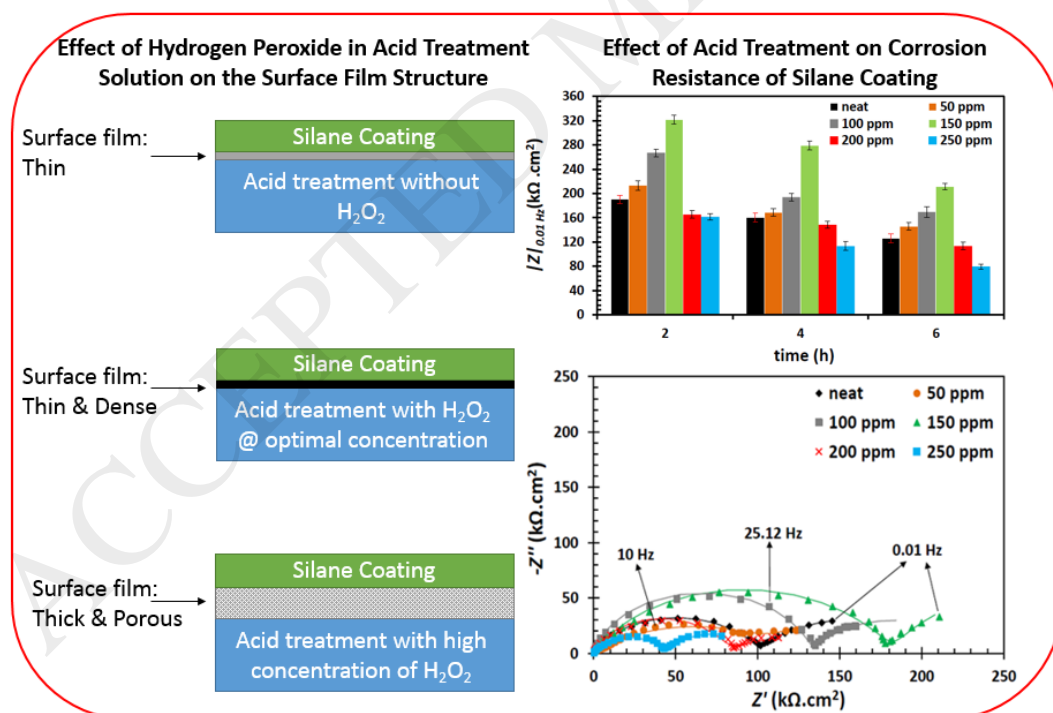 Effect of Hydrogen Peroxide in Acid Treatment
Solution on the Surface Film Structure
Surface film:
Thin
Silane Coating
Acid treatment without
H₂O₂
Surface film:
Thin & Dense
Silane Coating
Acid treatment with H₂O₂
@ optimal concentration
Surface film:
Thick & Porous
Silane Coating
Acid treatment with high
concentration of H₂O₂
Effect of Acid Treatment on Corrosion
Resistance of Silane Coating
|Z|0.01 Hz(kΩ .cm²)
360
320
280
240
200
160
120
80
40
0
neat
50 ppm
100 ppm
150 ppm
200 ppm
250 ppm
2
4
6
time (h)
-Z″ (kΩ.cm²)
-250
-200
-150
-100
-50
0
neat
50 ppm
100 ppm
150 ppm
200 ppm
250 ppm
10 Hz
25.12 Hz
0.01 Hz
0
50
100
150
200
250
Z′ (kΩ.cm²)
ACCEPTED M